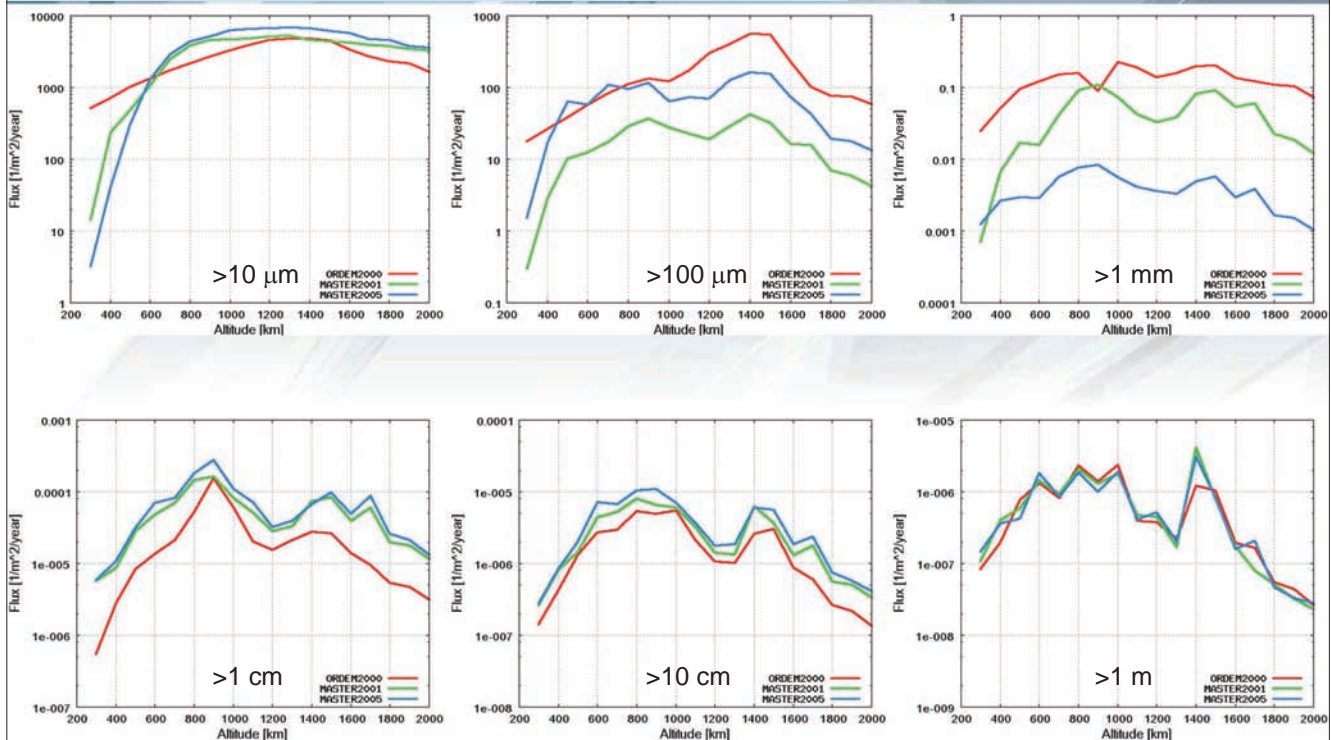 10000
1000
100
10
1
Flux [1/m^2/year]
>10 μm
ORDEM2000
MASTER2001
MASTER2005
200 400 600 800 1000 1200 1400 1600 1800 2000
Altitude [km]
1000
100
10
1
0.1
Flux [1/m^2/year]
>100 μm
ORDEM2000
MASTER2001
MASTER2005
200 400 600 800 1000 1200 1400 1600 1800 2000
Altitude [km]
1
0.1
0.01
0.001
0.0001
Flux [1/m^2/year]
>1 mm
ORDEM2000
MASTER2001
MASTER2005
200 400 600 800 1000 1200 1400 1600 1800 2000
Altitude [km]
0.001
0.0001
1e-005
1e-006
1e-007
Flux [1/m^2/year]
>1 cm
ORDEM2000
MASTER2001
MASTER2005
200 400 600 800 1000 1200 1400 1600 1800 2000
Altitude [km]
0.0001
1e-005
1e-006
1e-007
1e-008
Flux [1/m^2/year]
>10 cm
ORDEM2000
MASTER2001
MASTER2005
200 400 600 800 1000 1200 1400 1600 1800 2000
Altitude [km]
1e-005
1e-006
1e-007
1e-008
1e-009
Flux [1/m^2/year]
>1 m
ORDEM2000
MASTER2001
MASTER2005
200 400 600 800 1000 1200 1400 1600 1800 2000
Altitude [km]